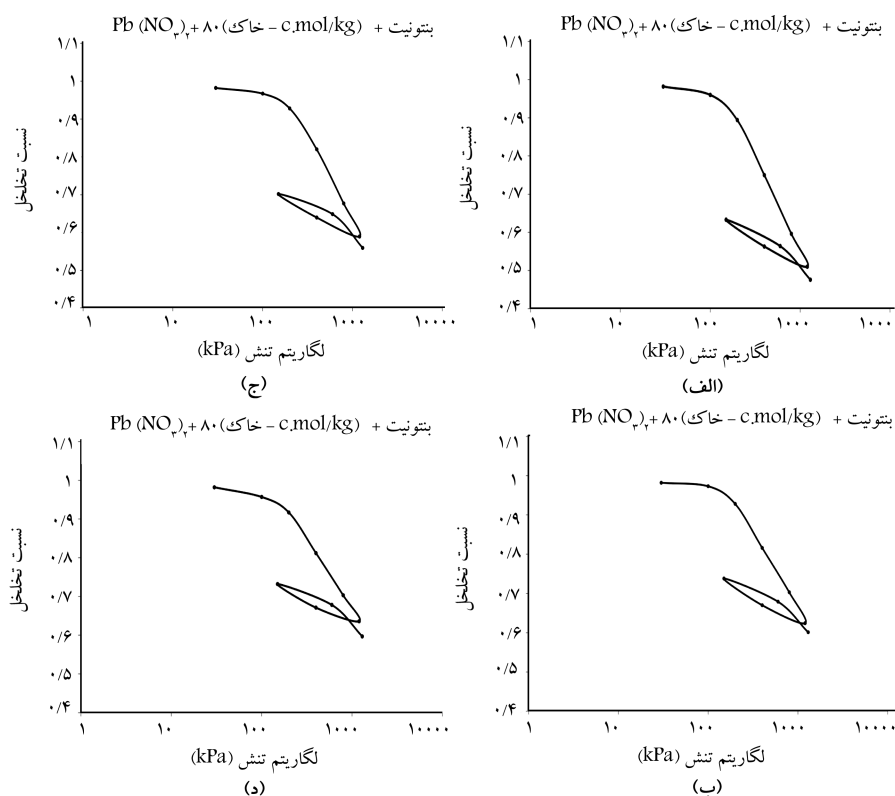 بنتونیت + (c.mol/kg – خاک)۸۰ + Pb (NO۳)۲
نسبت تخلخل
۱/۱
۱
۰/۹
۰/۸
۰/۷
۰/۶
۰/۵
۰/۴
۱ ۱۰ ۱۰۰ ۱۰۰۰ ۱۰۰۰۰
لگاریتم تنش (kPa)
(الف)
بنتونیت + (c.mol/kg – خاک)۸۰ + Pb (NO۳)۲
نسبت تخلخل
۱/۱
۱
۰/۹
۰/۸
۰/۷
۰/۶
۰/۵
۰/۴
۱ ۱۰ ۱۰۰ ۱۰۰۰ ۱۰۰۰۰
لگاریتم تنش (kPa)
(ج)
بنتونیت + (c.mol/kg – خاک)۸۰ + Pb (NO۳)۲
نسبت تخلخل
۱/۱
۱
۰/۹
۰/۸
۰/۷
۰/۶
۰/۵
۰/۴
۱ ۱۰ ۱۰۰ ۱۰۰۰ ۱۰۰۰۰
لگاریتم تنش (kPa)
(ب)
بنتونیت + (c.mol/kg – خاک)۸۰ + Pb (NO۳)۲
نسبت تخلخل
۱/۱
۱
۰/۹
۰/۸
۰/۷
۰/۶
۰/۵
۰/۴
۱ ۱۰ ۱۰۰ ۱۰۰۰ ۱۰۰۰۰
لگاریتم تنش (kPa)
(د)